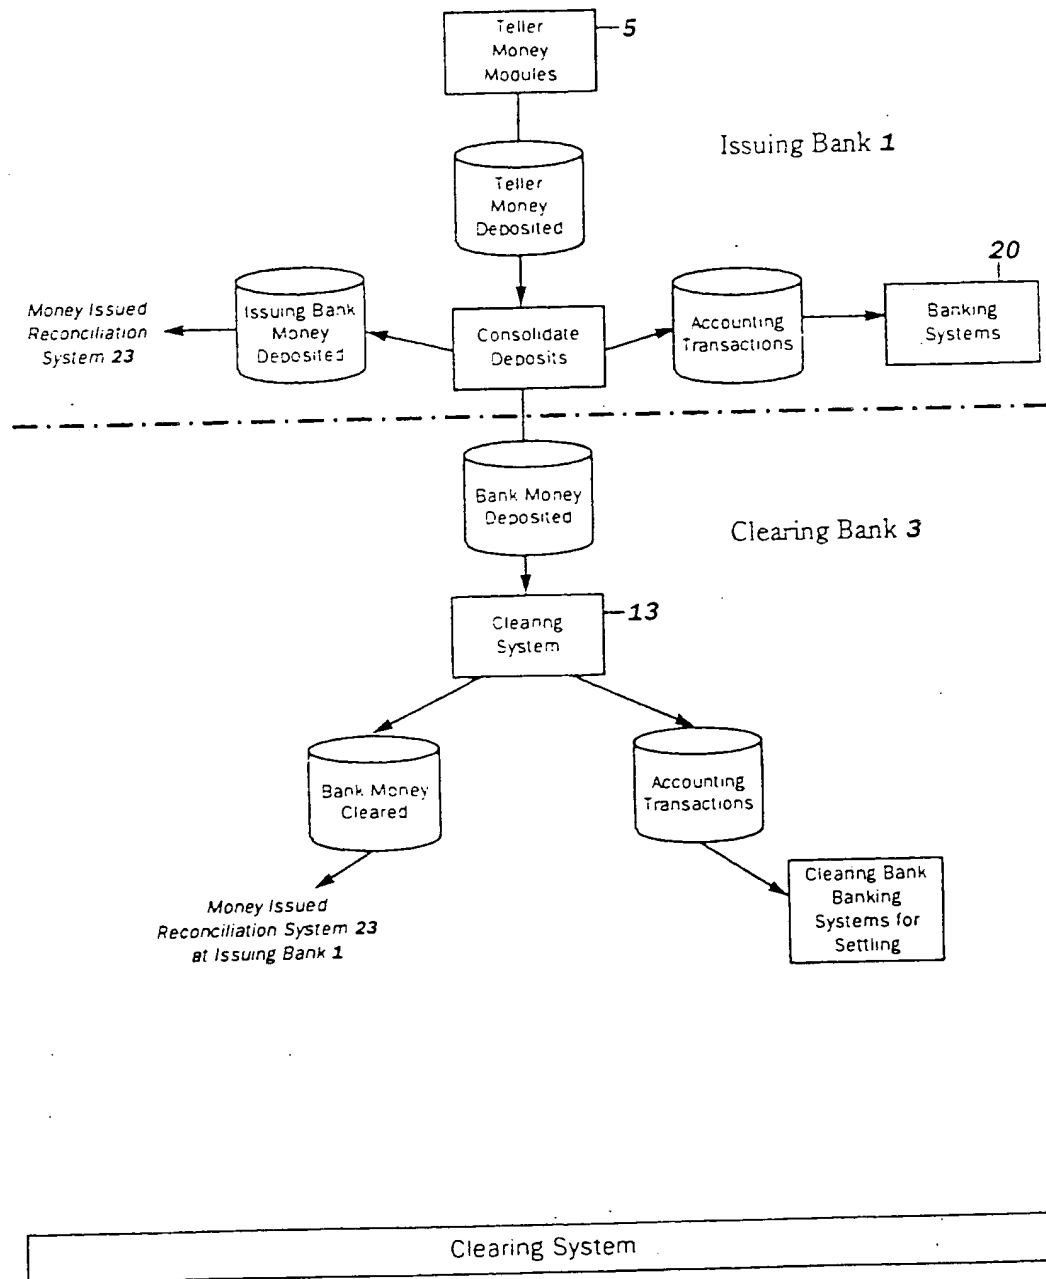 Teller
Money
Modules
5
Issuing Bank 1
Teller
Money
Deposited
20
Money Issued
Reconciliation
System 23
Issuing Bank
Money
Deposited
Consolidate
Deposits
Accounting
Transactions
Banking
Systems
Bank Money
Deposited
Clearing Bank 3
Clearing
System
13
Bank Money
Cleared
Accounting
Transactions
Money Issued
Reconciliation System 23
at Issuing Bank 1
Clearing Bank
Banking
Systems for
Settling
Clearing System